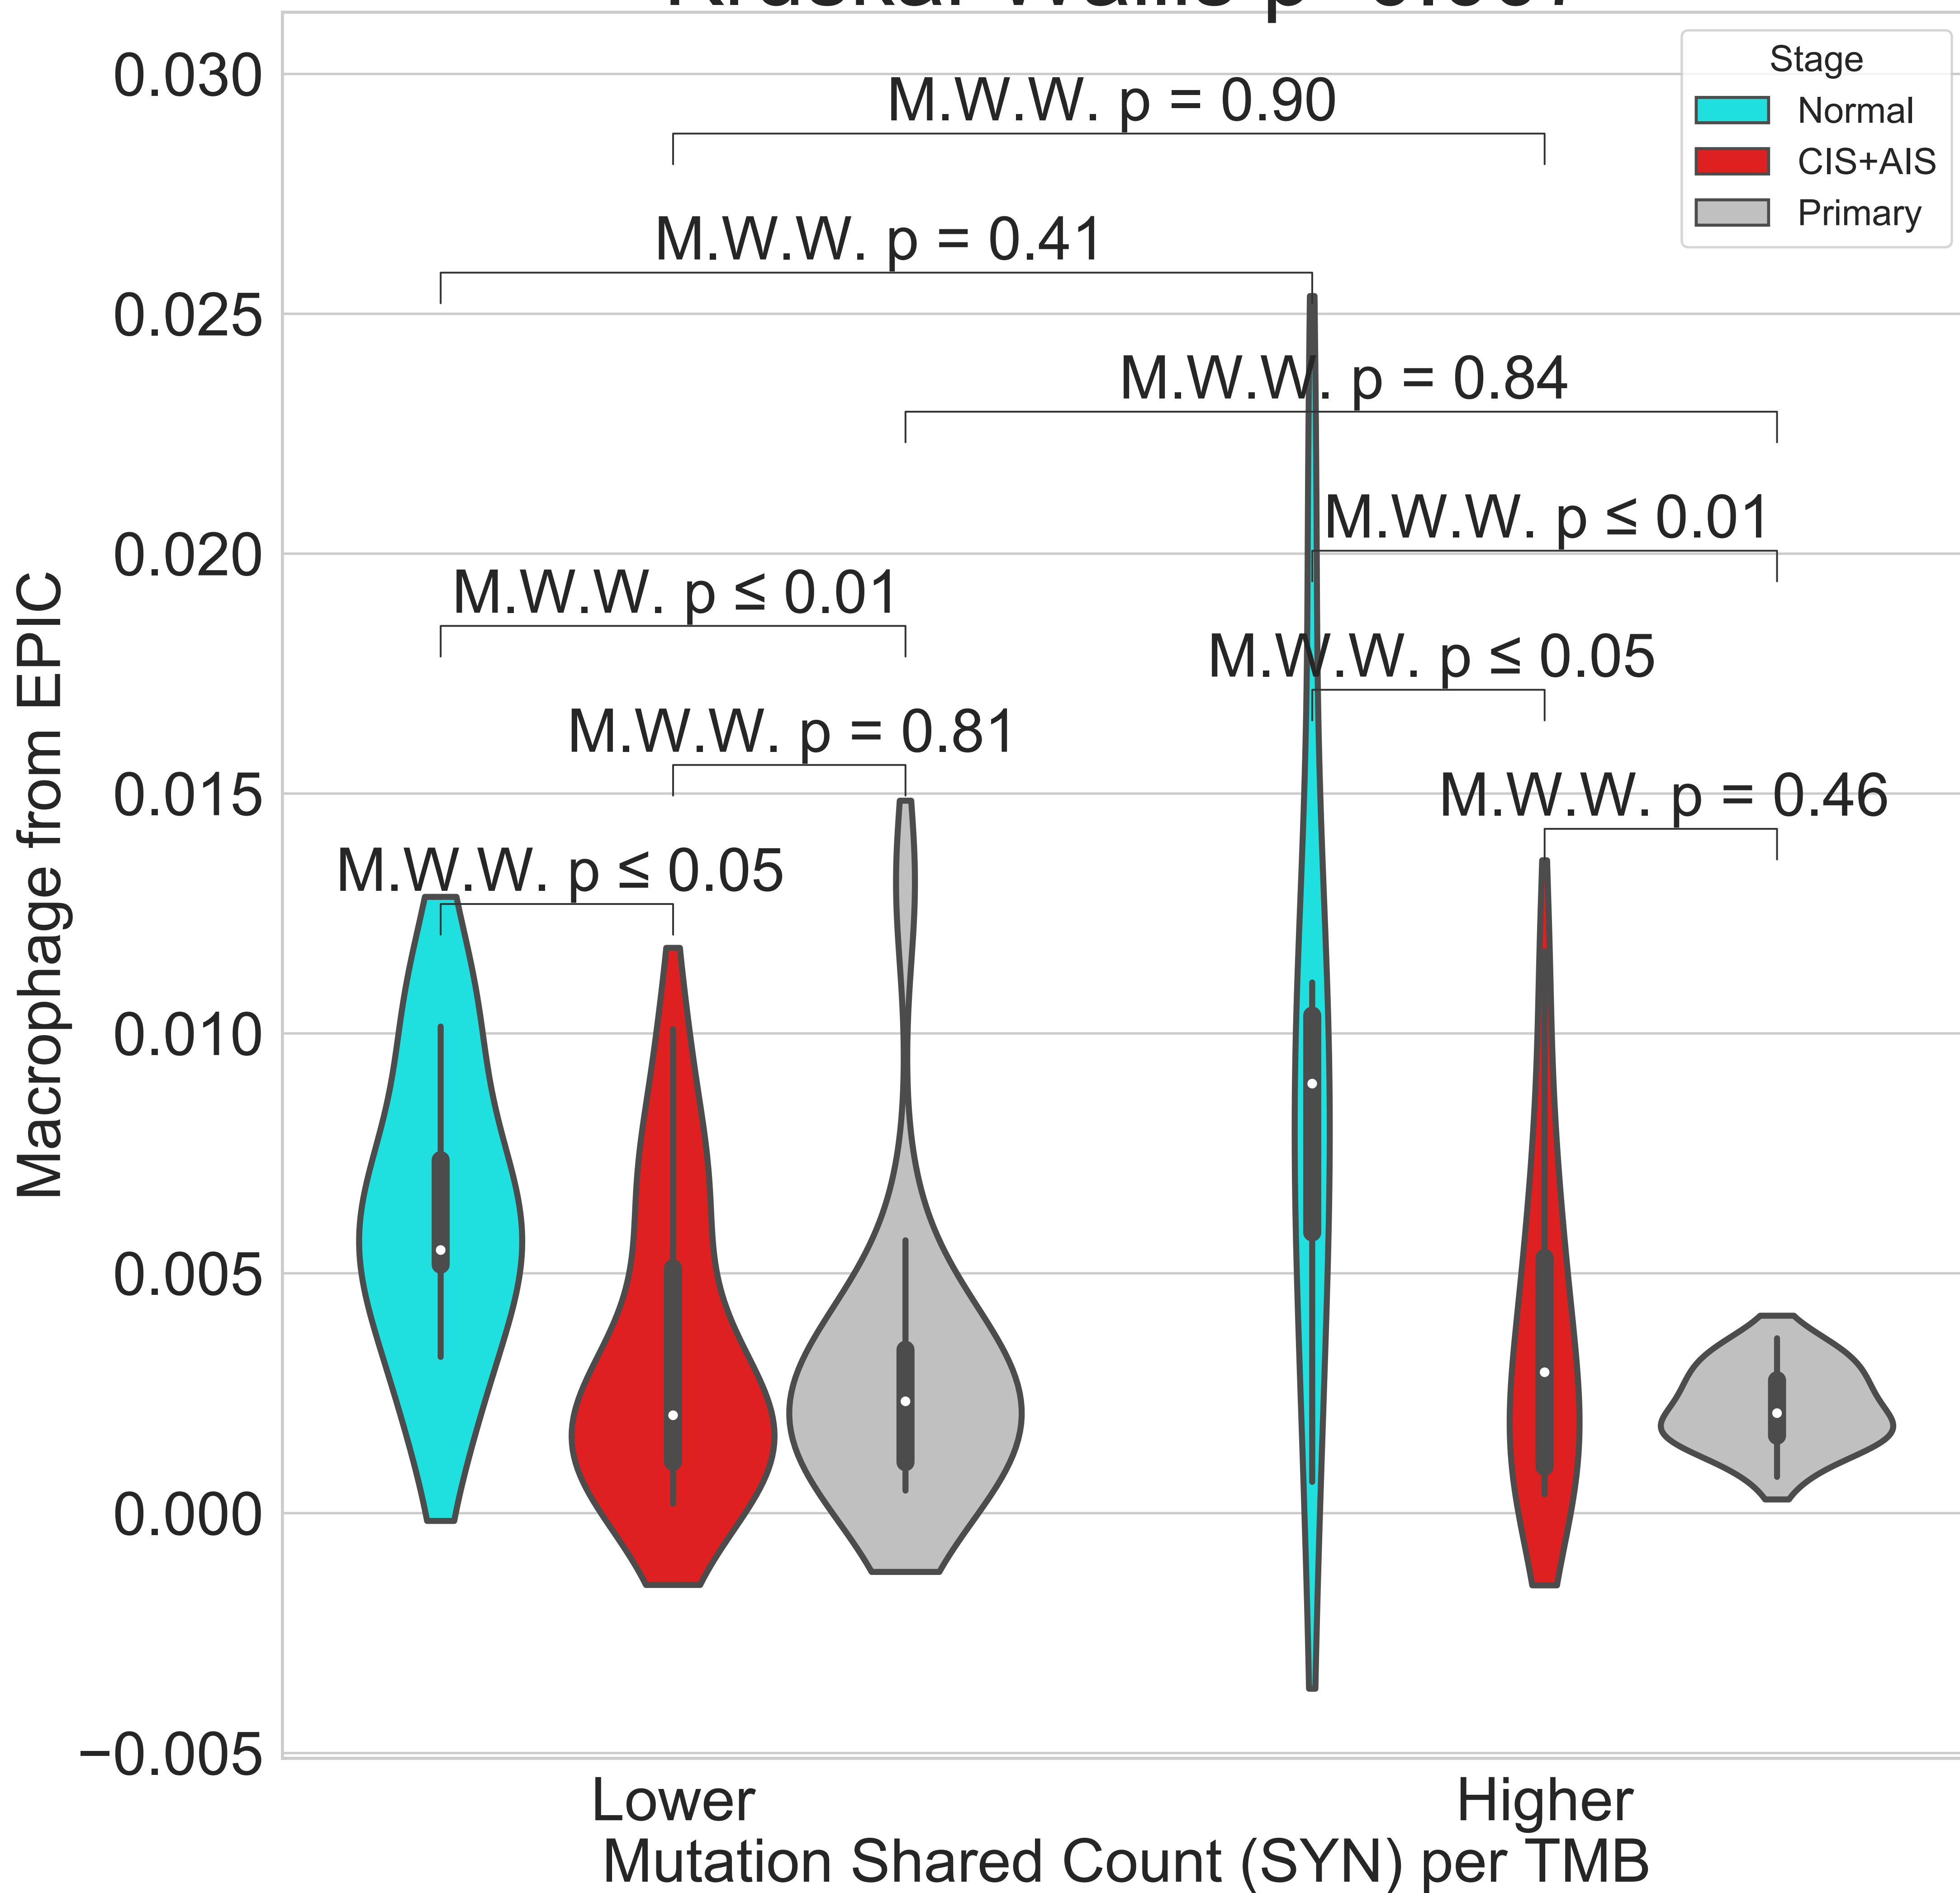 Stage
Normal
CIS+AIS
Primary
M.W.W. p = 0.90
M.W.W. p = 0.41
M.W.W. p = 0.84
M.W.W. p ≤ 0.01
M.W.W. p ≤ 0.01
M.W.W. p ≤ 0.05
M.W.W. p = 0.81
M.W.W. p = 0.46
M.W.W. p ≤ 0.05
0.030
0.025
0.020
0.015
0.010
0.005
0.000
−0.005
Macrophage from EPIC
Lower
Higher
Mutation Shared Count (SYN) per TMB